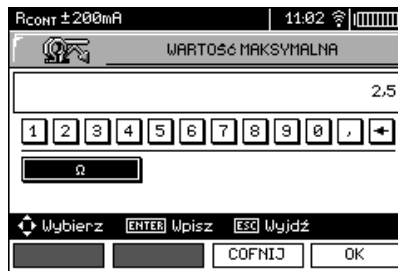 RCONT ±200mA 11:02
WARTOŚĆ MAKSYMALNA
2,5
1 2 3 4 5 6 7 8 9 0 , ←
Ω
Wybierz ENTER Wpisz ESC Wyjdź
COFNIJ OK